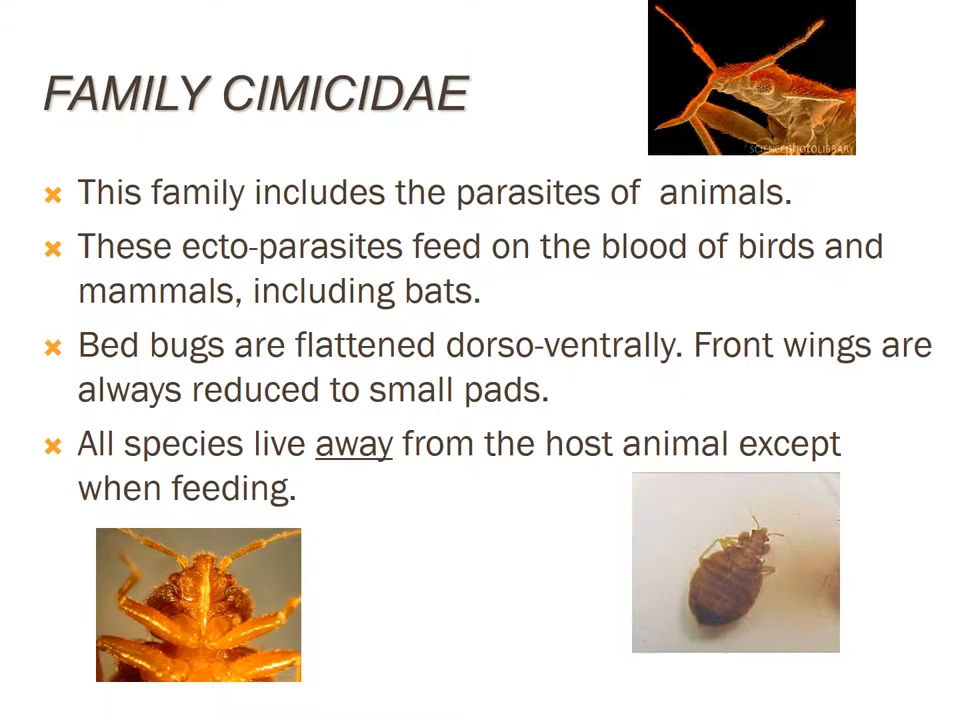 FAMILY CIMICIDAE
SCIENCEPHOTOLIBRARY
This family includes the parasites of  animals.
These ecto-parasites feed on the blood of birds and
mammals, including bats.
Bed bugs are flattened dorso-ventrally. Front wings are
always reduced to small pads.
All species live away from the host animal except
when feeding.